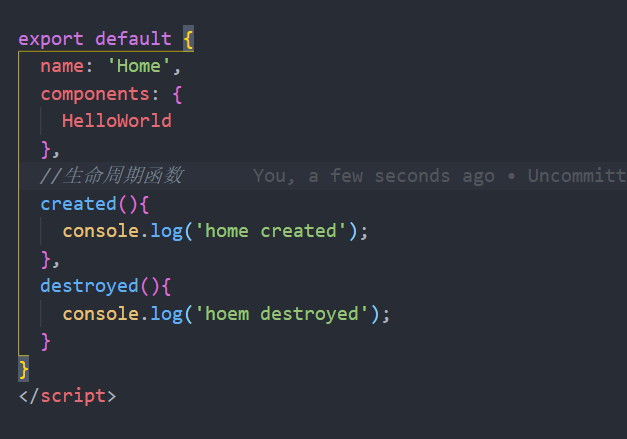 export default {
name: 'Home',
components: {
HelloWorld
},
//生命周期函数 You, a few seconds ago • Uncommitt
created(){
console.log('home created');
},
destroyed(){
console.log('hoem destroyed');
}
}
</script>